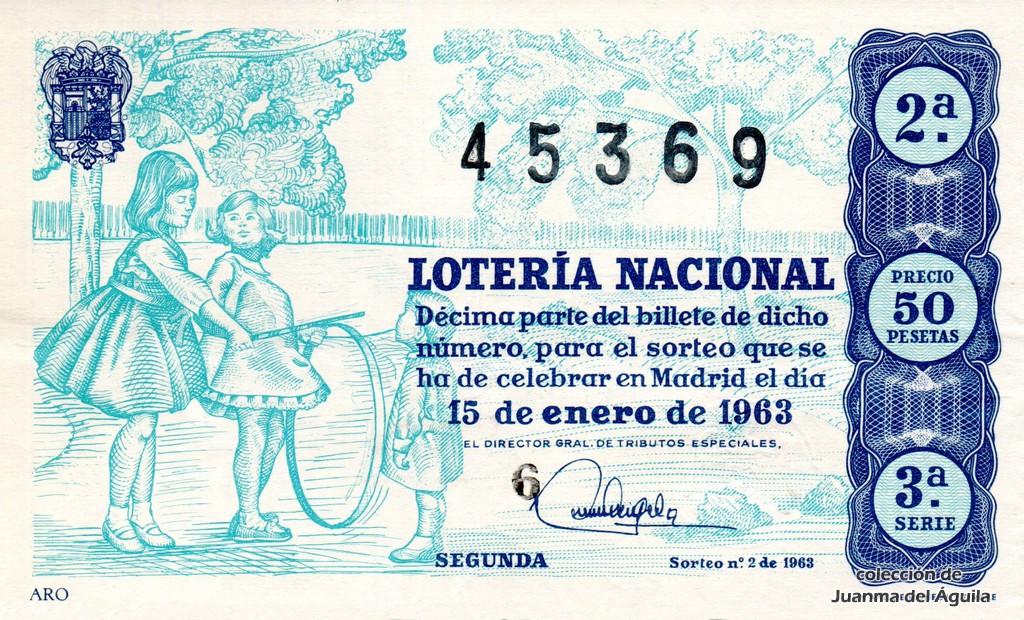 2ª.
45369
LOTERÍA NACIONAL
Décima parte del billete de dicho
número, para el sorteo que se
ha de celebrar en Madrid el día
15 de enero de 1963
EL DIRECTOR GRAL. DE TRIBUTOS ESPECIALES,
6
SEGUNDA
Sorteo nº. 2 de 1963
PRECIO
50
PESETAS
3ª.
SERIE
ARO
colección de
Juanma del Águila